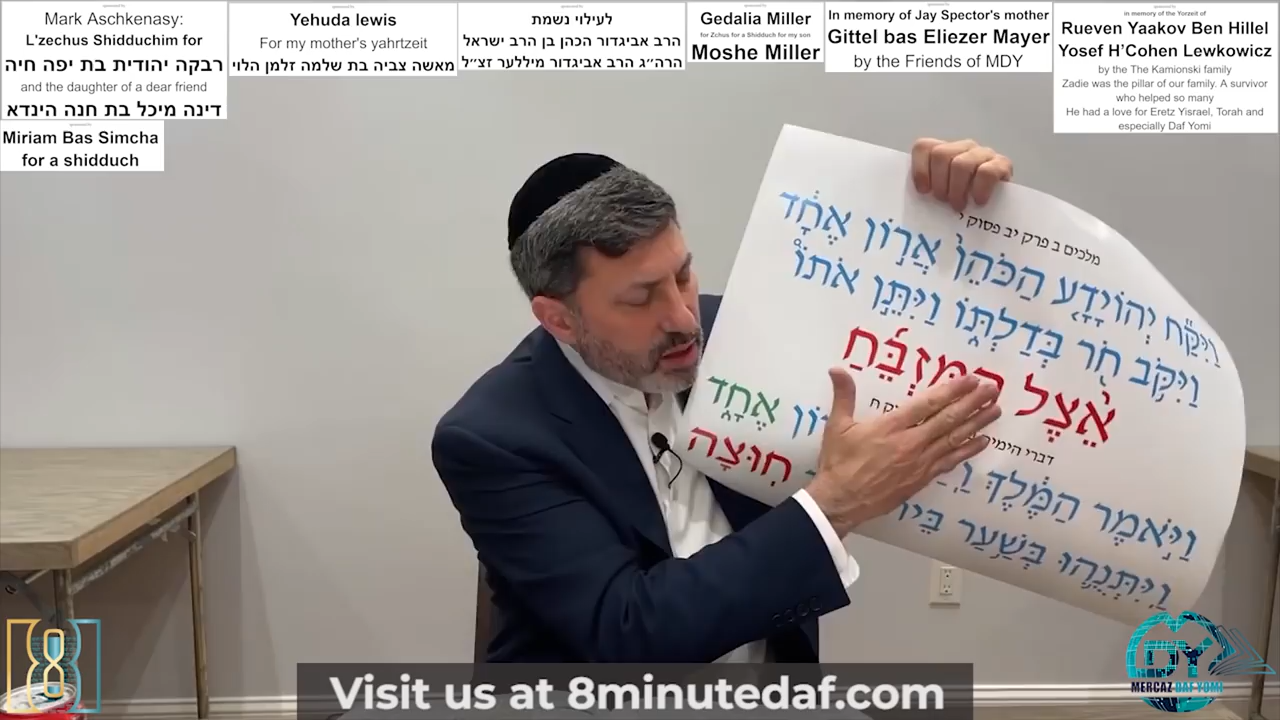 Mark Aschkenasy:
L'zechus Shidduchim for
רבקה יהודית בת יפה חיה
and the daughter of a dear friend
דינה מיכל בת חנה הינדא
Miriam Bas Simcha
for a shidduch
Yehuda lewis
For my mother's yahrtzeit
מאשה צביה בת שלמה זלמן הלוי
לעילוי נשמת
הרב אביגדור הכהן בן הרב ישראל
הרה״ג הרב אביגדור מיללער זצ״ל
Gedalia Miller
for Zchus for a Shidduch for my son
Moshe Miller
In memory of Jay Spector's mother
Gittel bas Eliezer Mayer
by the Friends of MDY
in memory of the Yorzeit of
Rueven Yaakov Ben Hillel
Yosef H'Cohen Lewkowicz
by the The Kamionski family
Zadie was the pillar of our family. A survivor
who helped so many
He had a love for Eretz Yisrael, Torah and
especially Daf Yomi
מלכים ב פרק יב פסוק י
וַיִּקַּ֞ח יְהוֹיָדָ֤ע הַכֹּהֵן֙ אֲר֣וֹן אֶחָ֔ד
וַיִּקֹּ֥ב חֹ֖ר בְּדַלְתּ֑וֹ וַיִּתֵּ֣ן אֹתוֹ֩
אֵ֨צֶל הַמִּזְבֵּ֜חַ
דברי הימים
וַיֹּ֣אמֶר הַמֶּ֔לֶךְ אֶחָ֑ד
וַֽיִּתְּנֻ֛הוּ בְּשַׁ֥עַר חֽוּצָה
Visit us at 8minutedaf.com
8
MDY
MERCAZ DAF YOMI